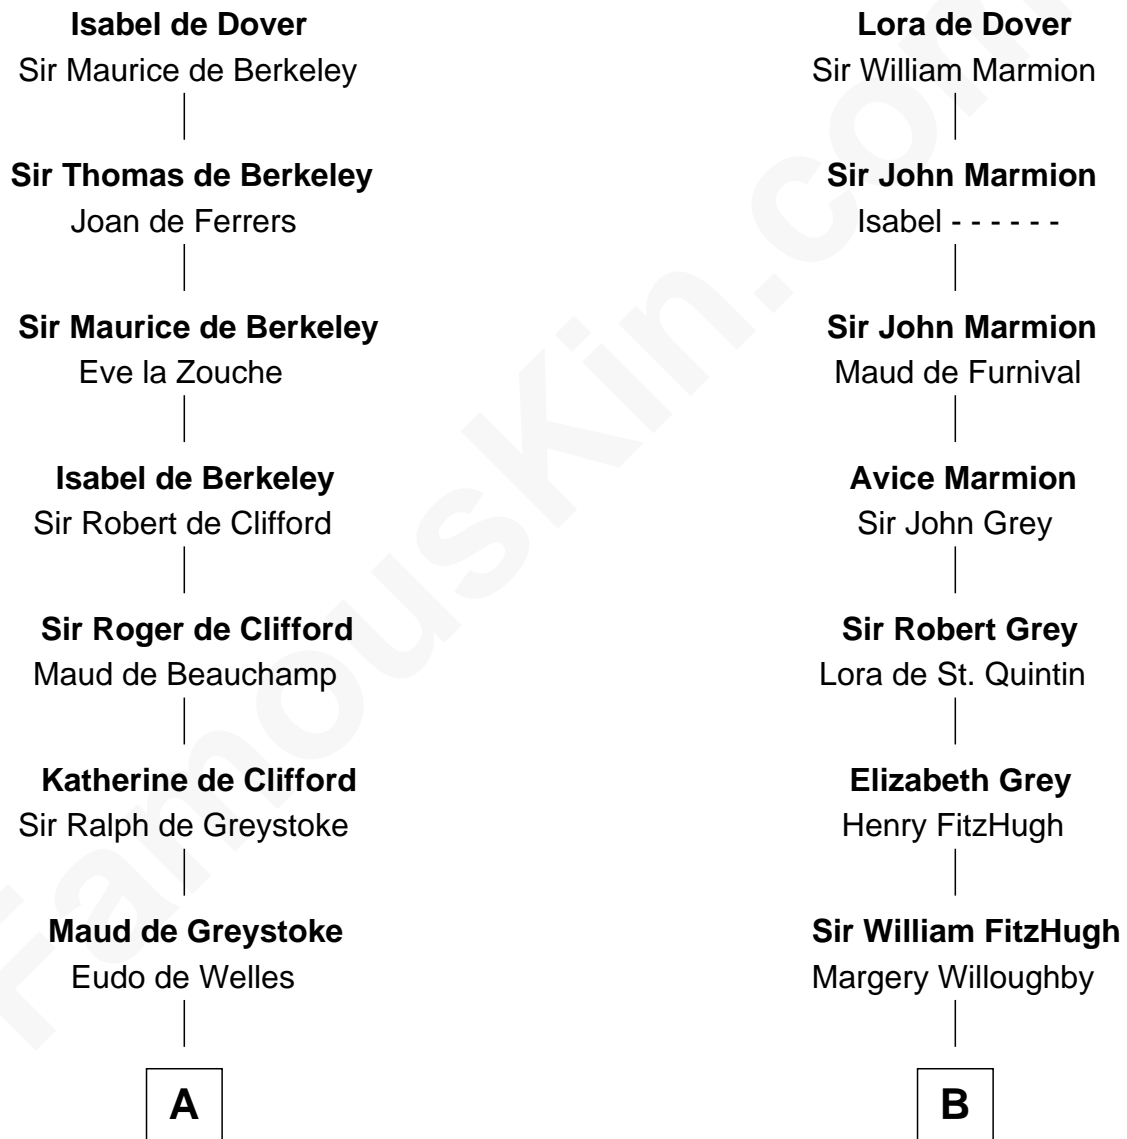 Isabel de Dover
Sir Maurice de Berkeley
Sir Thomas de Berkeley
Joan de Ferrers
Sir Maurice de Berkeley
Eve la Zouche
Isabel de Berkeley
Sir Robert de Clifford
Sir Roger de Clifford
Maud de Beauchamp
Katherine de Clifford
Sir Ralph de Greystoke
Maud de Greystoke
Eudo de Welles
A
Lora de Dover
Sir William Marmion
Sir John Marmion
Isabel - - - - - -
Sir John Marmion
Maud de Furnival
Avice Marmion
Sir John Grey
Sir Robert Grey
Lora de St. Quintin
Elizabeth Grey
Henry FitzHugh
Sir William FitzHugh
Margery Willoughby
B
FamousKin.com